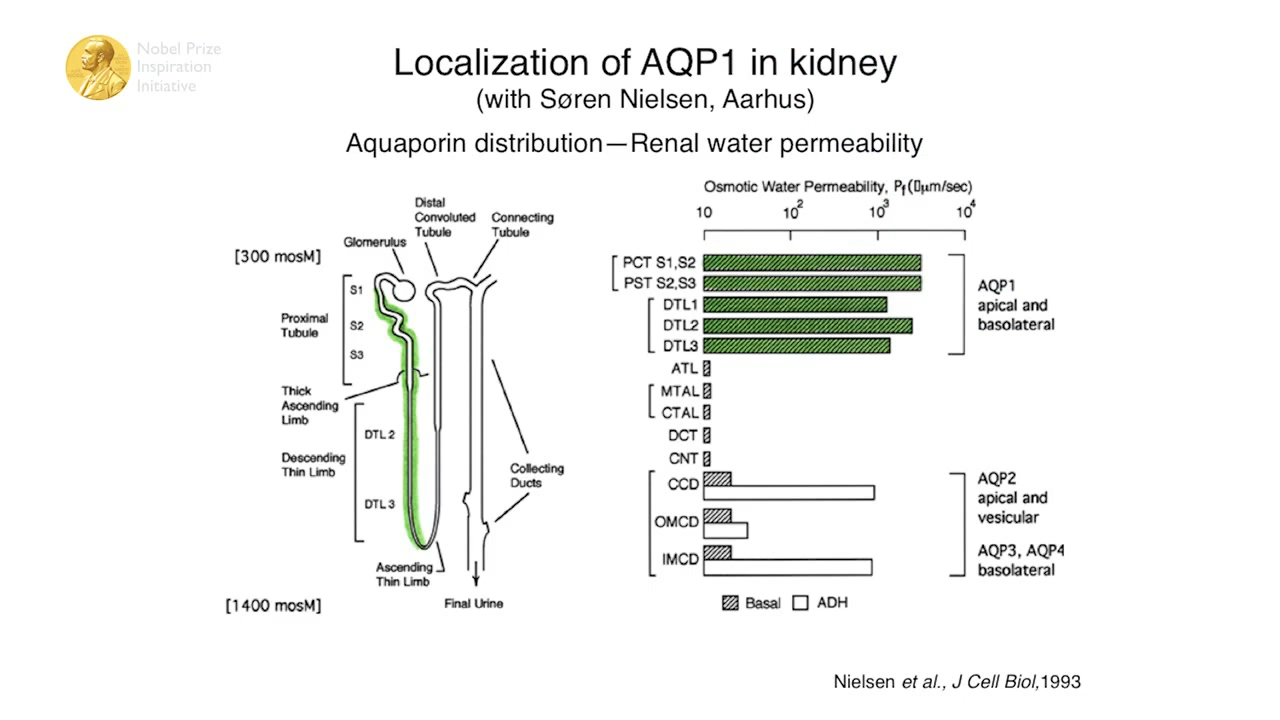 Nobel Prize
Inspiration
Initiative
Localization of AQP1 in kidney
(with Søren Nielsen, Aarhus)
Aquaporin distribution—Renal water permeability
Distal
Convoluted
Tubule
Connecting
Tubule
Glomerulus
[300 mosM]
S1
Proximal
Tubule
S2
S3
Thick
Ascending
Limb
DTL 2
Descending
Thin Limb
DTL 3
Collecting
Ducts
Ascending
Thin Limb
Final Urine
[1400 mosM]
Osmotic Water Permeability, Pf (▯μm/sec)
10 10² 10³ 10⁴
PCT S1,S2
PST S2,S3
DTL1
DTL2
DTL3
AQP1
apical and
basolateral
ATL
MTAL
CTAL
DCT
CNT
CCD
OMCD
IMCD
AQP2
apical and
vesicular
AQP3, AQP4
basolateral
Basal ADH
Nielsen et al., J Cell Biol,1993